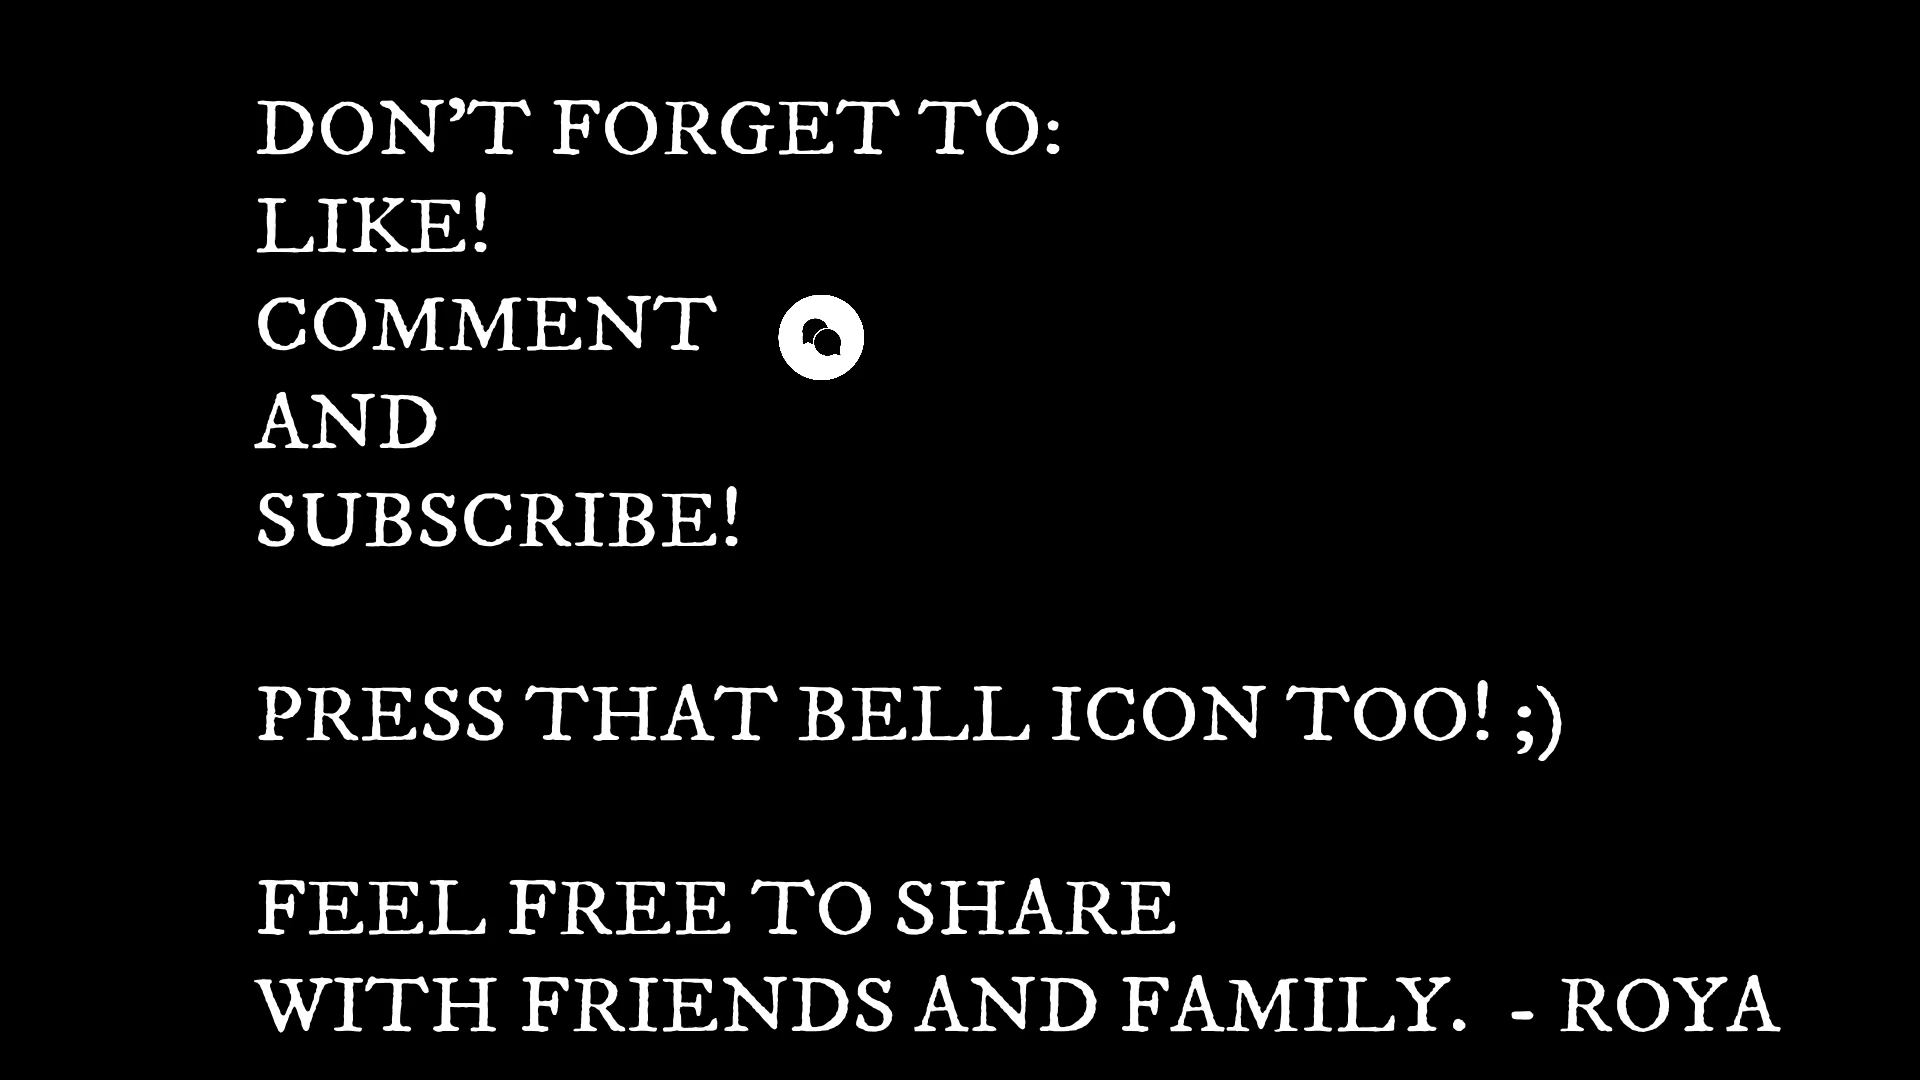 DON’T FORGET TO:
LIKE!
COMMENT
AND
SUBSCRIBE!
PRESS THAT BELL ICON TOO! ;)
FEEL FREE TO SHARE
WITH FRIENDS AND FAMILY. - ROYA